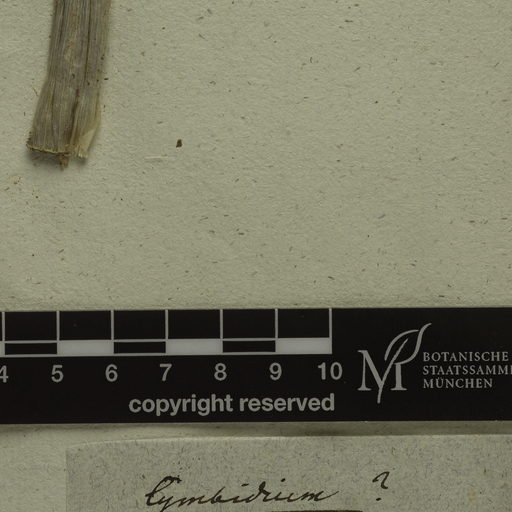 4 5 6 7 8 9 10
copyright reserved
BOTANISCHE
STAATSSAMM
MÜNCHEN
Cymbidium ?